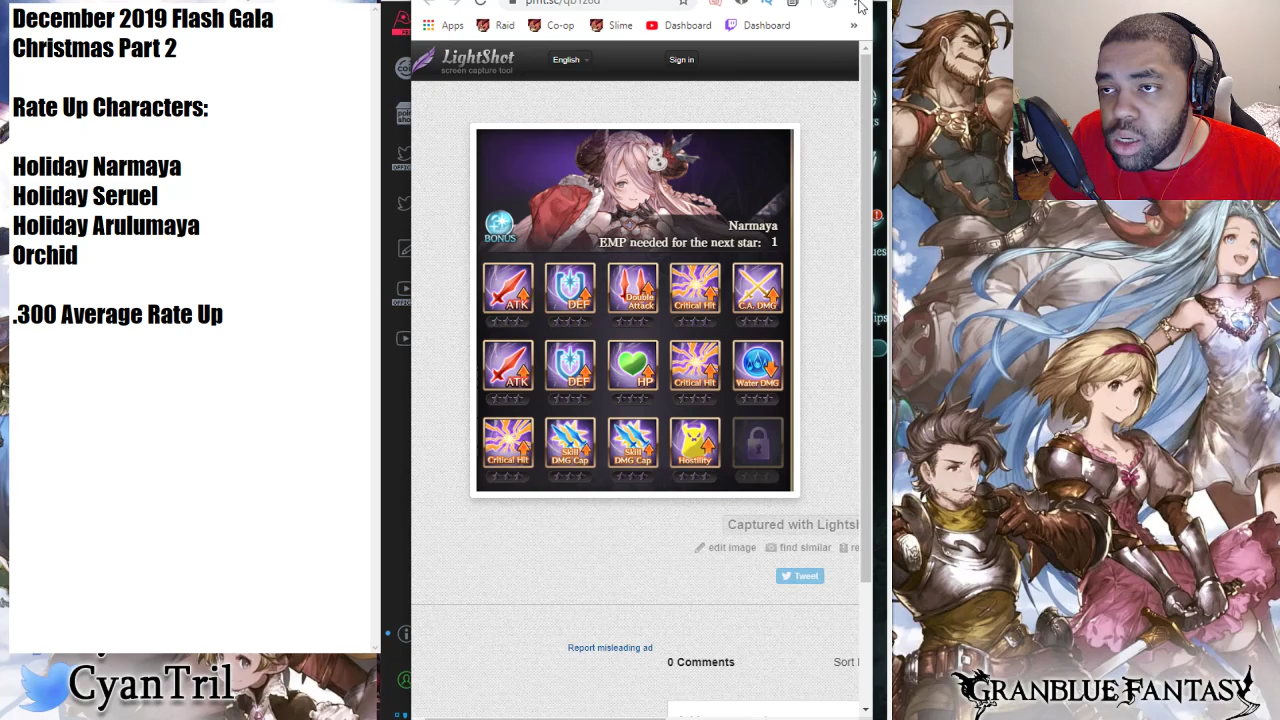 December 2019 Flash Gala
Christmas Part 2
Rate Up Characters:
Holiday Narmaya
Holiday Seruel
Holiday Arulumaya
Orchid
.300 Average Rate Up
CyanTril
Apps
Raid
Co-op
Slime
Dashboard
Dashboard
»
LightShot
screen capture tool
English
Sign in
BONUS
Narmaya
EMP needed for the next star: 1
ATK
DEF
Double Attack
Critical Hit
C.A. DMG
ATK
DEF
HP
Critical Hit
Water DMG
Critical Hit
Skill DMG Cap
Skill DMG Cap
Hostility
Captured with Lightsh
edit image
find similar
re
Tweet
Report misleading ad
0 Comments
Sort
GRANBLUE FANTASY